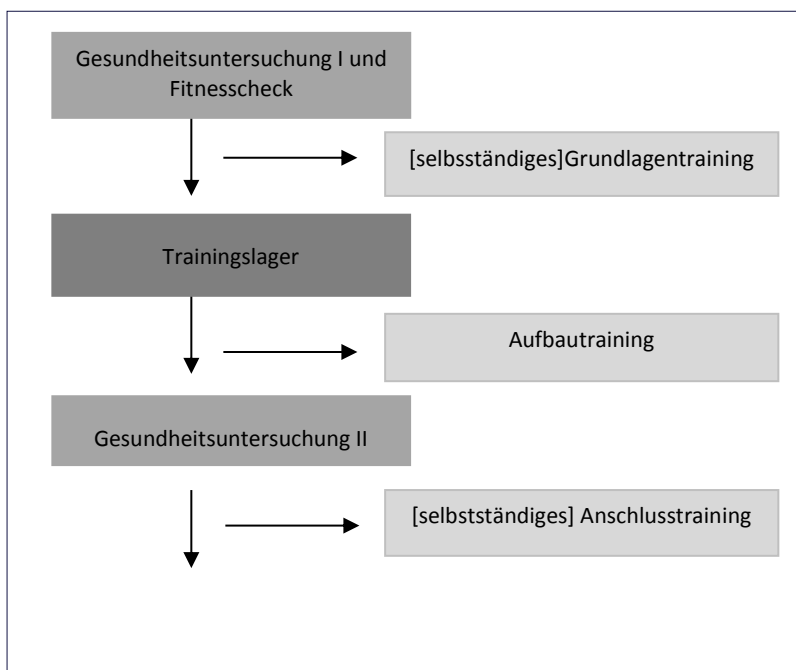 Gesundheitsuntersuchung I und
Fitnesscheck
[selbsständiges]Grundlagentraining
Trainingslager
Aufbautraining
Gesundheitsuntersuchung II
[selbstständiges] Anschlusstraining